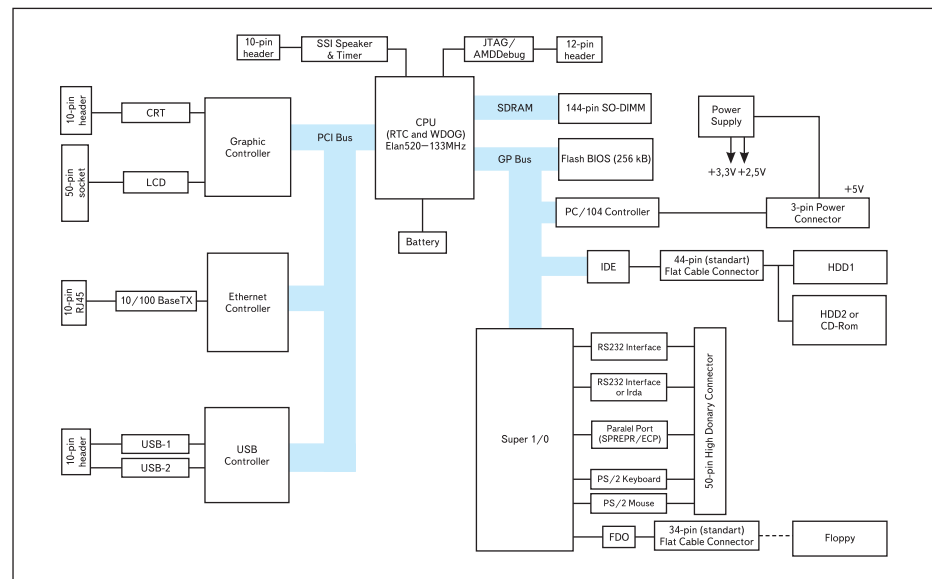 10-pin
header
SSI Speaker
& Timer
JTAG/
AMDDebug
12-pin
header
10-pin
header
CRT
50-pin
socket
LCD
Graphic
Controller
PCI Bus
CPU
(RTC and WDOG)
Elan520—133MHz
SDRAM
144-pin SO-DIMM
GP Bus
Flash BIOS (256 kB)
Power
Supply
+3,3V +2,5V
+5V
PC/104 Controller
3-pin Power
Connector
Battery
IDE
44-pin (standart)
Flat Cable Connector
HDD1
HDD2 or
CD-Rom
10-pin
RJ45
10/100 BaseTX
Ethernet
Controller
10-pin
header
USB-1
USB-2
USB
Controller
Super 1/0
RS232 Interface
RS232 Interface
or Irda
Paralel Port
(SPREPR/ECP)
PS/2 Keyboard
PS/2 Mouse
50-pin High Donary Connector
FDO
34-pin (standart)
Flat Cable Connector
Floppy